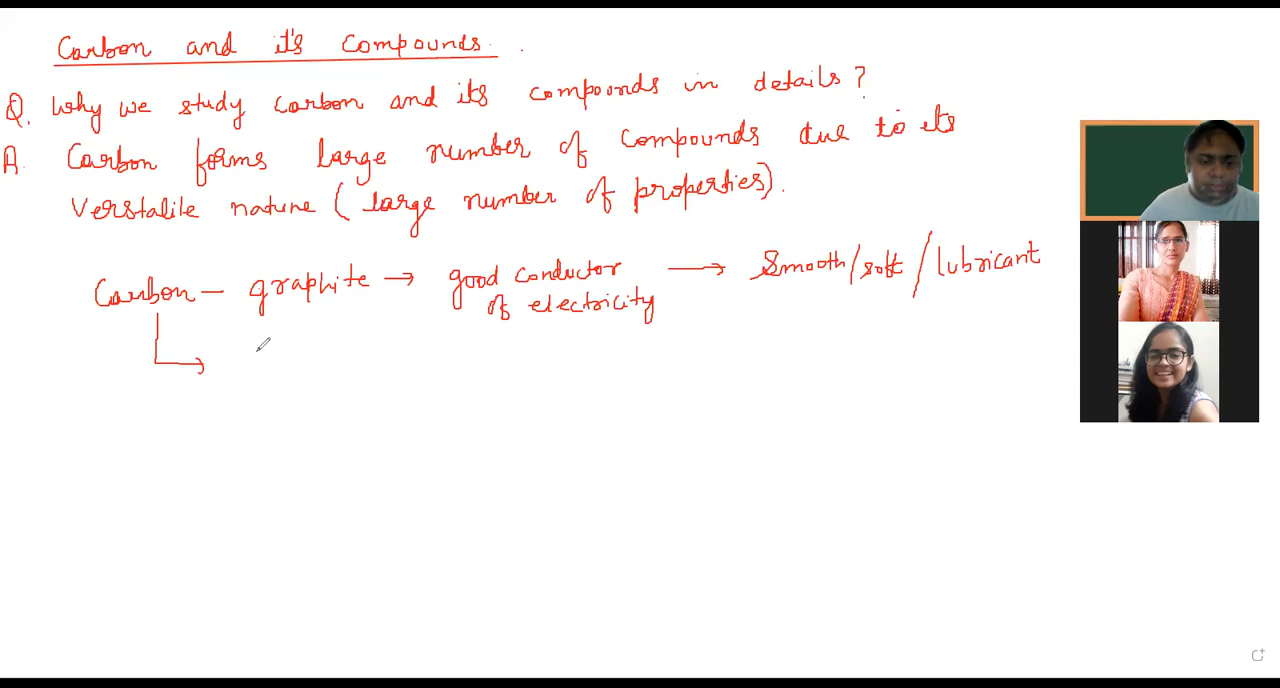 Carbon and it's Compounds.
Q. Why we study carbon and its compounds in details?
A. Carbon forms large number of compounds due to its
verstalile nature (large number of properties).
Carbon — graphite → good conductor of electricity → Smooth/soft/lubricant